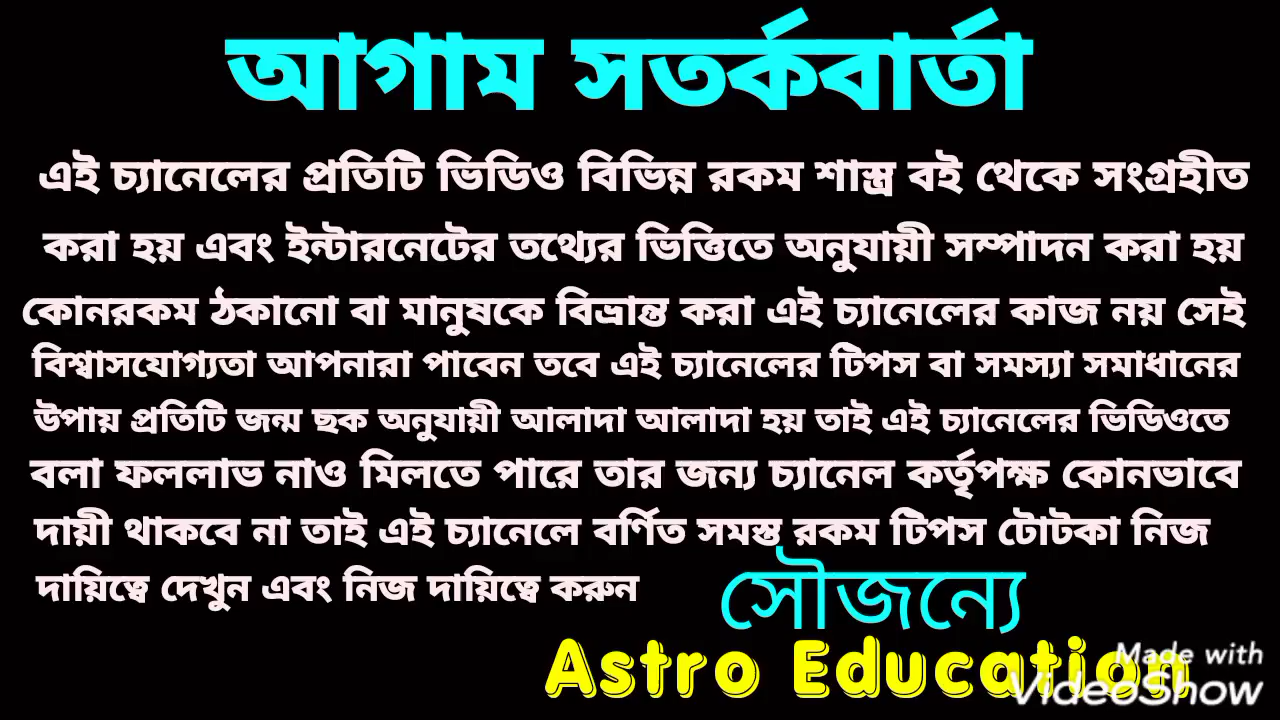 আগাম সতর্কবার্তা
এই চ্যানেলের প্রতিটি ভিডিও বিভিন্ন রকম শাস্ত্র বই থেকে সংগ্রহীত
করা হয় এবং ইন্টারনেটের তথ্যের ভিত্তিতে অনুযায়ী সম্পাদন করা হয়
কোনরকম ঠকানো বা মানুষকে বিভ্রান্ত করা এই চ্যানেলের কাজ নয় সেই
বিশ্বাসযোগ্যতা আপনারা পাবেন তবে এই চ্যানেলের টিপস বা সমস্যা সমাধানের
উপায় প্রতিটি জন্ম ছক অনুযায়ী আলাদা আলাদা হয় তাই এই চ্যানেলের ভিডিওতে
বলা ফললাভ নাও মিলতে পারে তার জন্য চ্যানেল কর্তৃপক্ষ কোনভাবে
দায়ী থাকবে না তাই এই চ্যানেলে বর্ণিত সমস্ত রকম টিপস টোটকা নিজ
দায়িত্বে দেখুন এবং নিজ দায়িত্বে করুন
সৌজন্যে
Astro Education
Made with
VideoShow